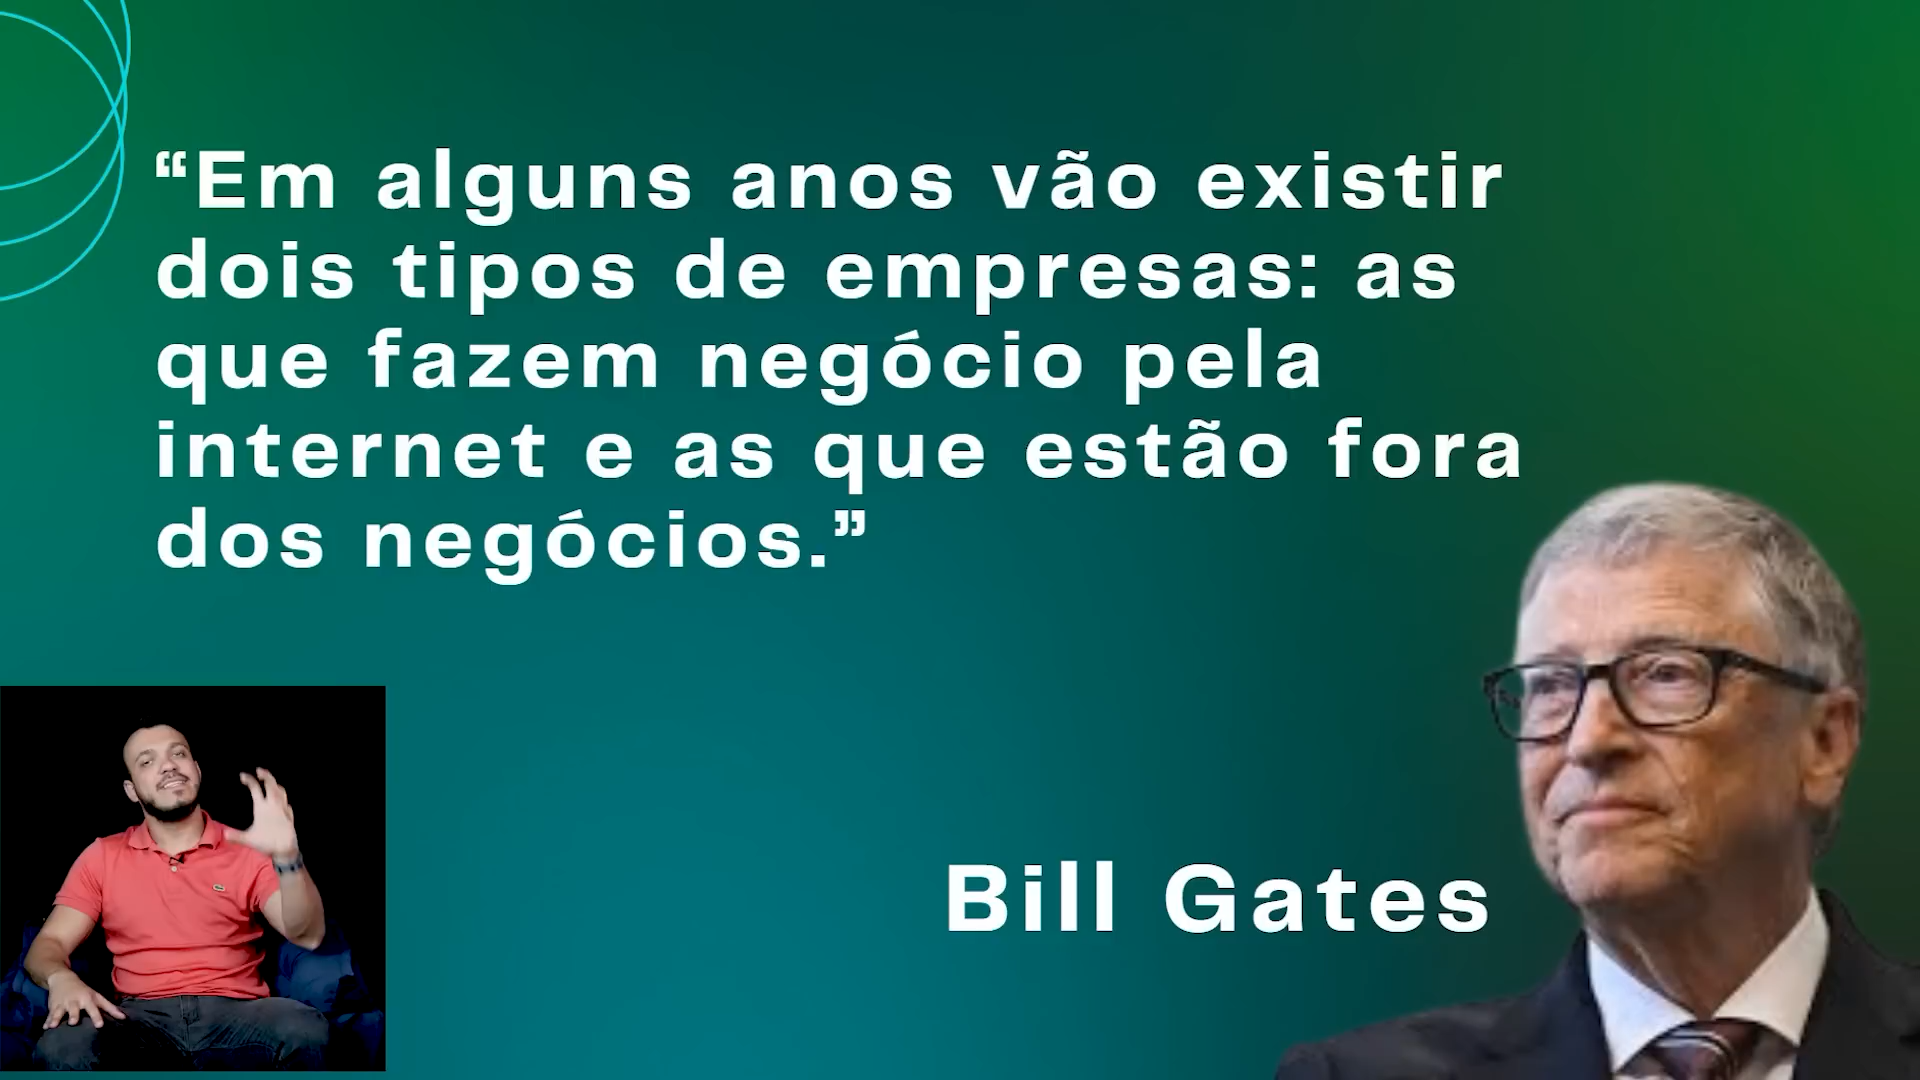 “Em alguns anos vão existir
dois tipos de empresas: as
que fazem negócio pela
internet e as que estão fora
dos negócios.”
Bill Gates